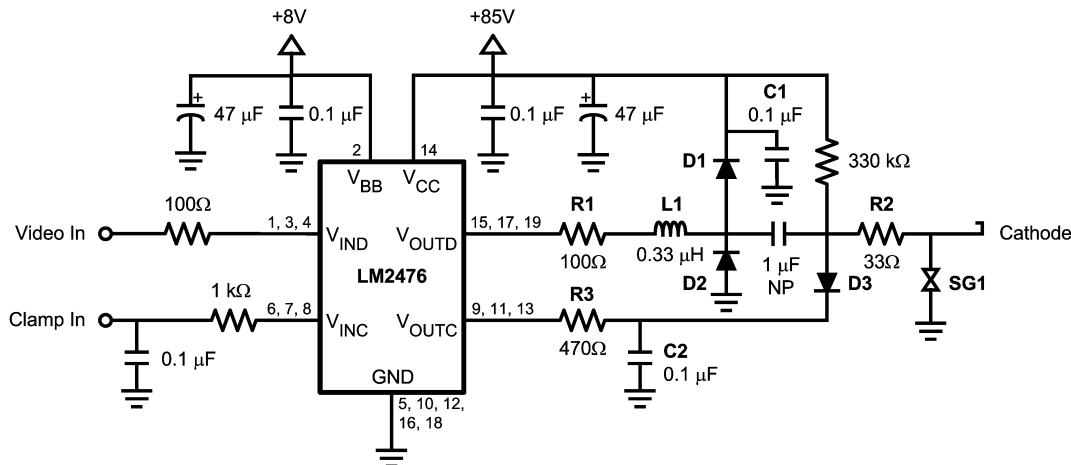 +8V
+85V
+
47 μF
0.1 μF
0.1 μF
+
47 μF
C1
0.1 μF
2
14
V_BB
V_CC
D1
330 kΩ
100Ω
Video In
1, 3, 4
V_IND
V_OUTD
15, 17, 19
R1
100Ω
L1
0.33 μH
1 μF
NP
R2
33Ω
Cathode
LM2476
D2
D3
SG1
1 kΩ
Clamp In
6, 7, 8
V_INC
V_OUTC
9, 11, 13
R3
470Ω
0.1 μF
C2
0.1 μF
GND
5, 10, 12,
16, 18